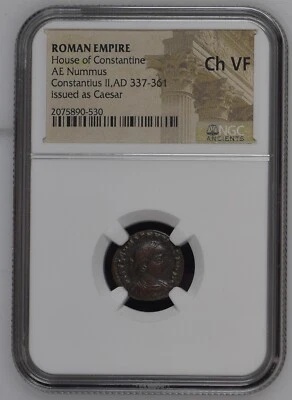 ROMAN EMPIRE
House of Constantine
AE Nummus
Constantius II, AD 337-361
issued as Caesar
2075890-530
Ch VF
NGC
ANCIENTS